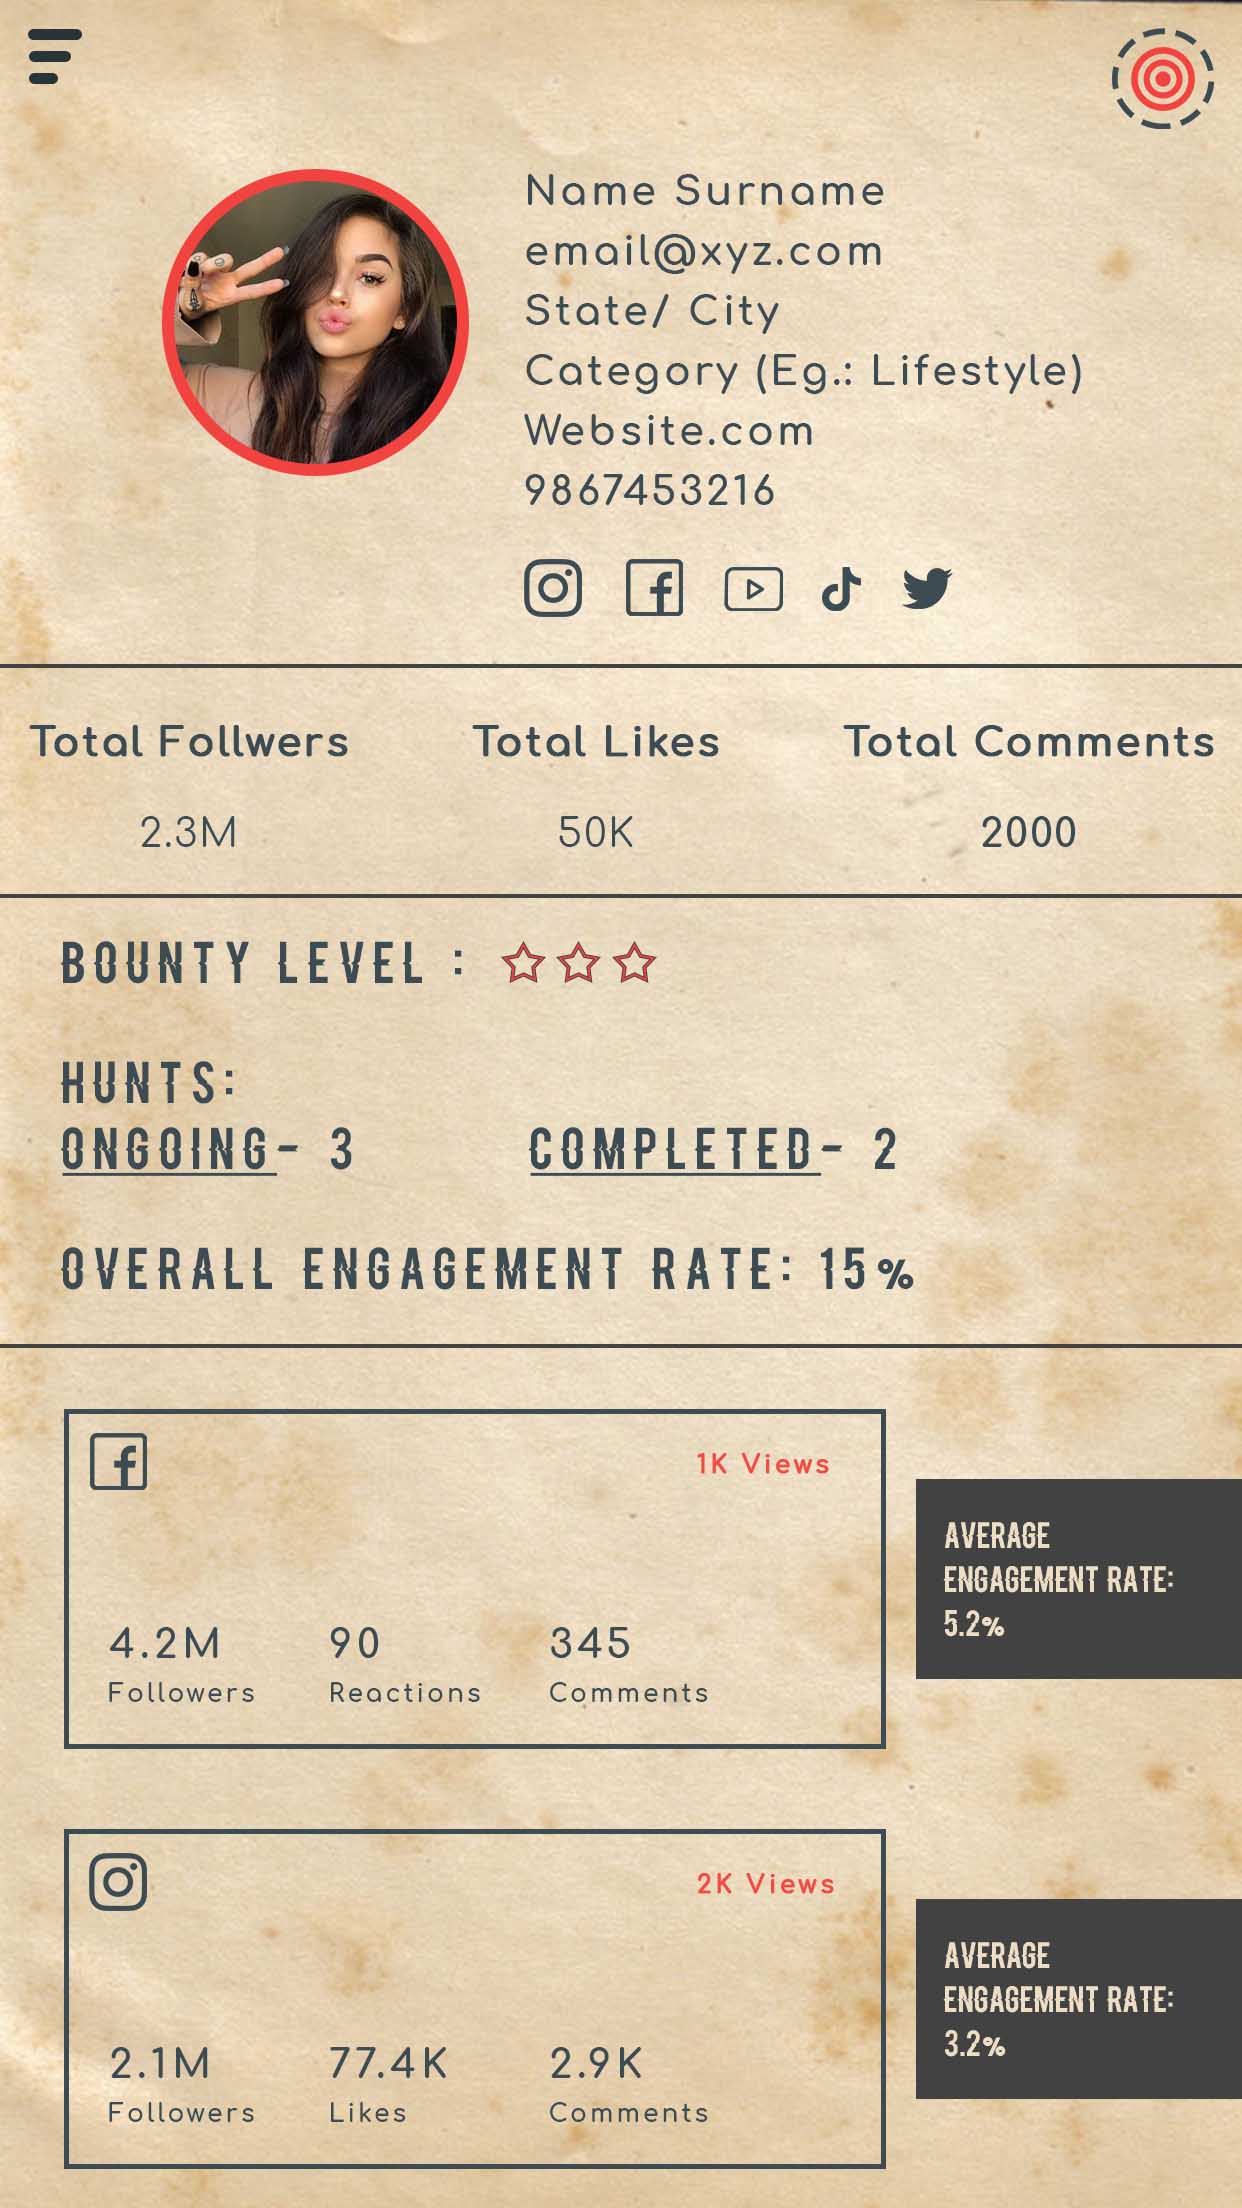 Name Surname
email@xyz.com
State/ City
Category (Eg.: Lifestyle)
Website.com
9867453216
Total Follwers Total Likes Total Comments
2.3M 50K 2000
BOUNTY LEVEL :
HUNTS:
ONGOING- 3 COMPLETED- 2
OVERALL ENGAGEMENT RATE: 15%
1K Views
4.2M 90 345
Followers Reactions Comments
AVERAGE
ENGAGEMENT RATE:
5.2%
2K Views
2.1M 77.4K 2.9K
Followers Likes Comments
AVERAGE
ENGAGEMENT RATE:
3.2%